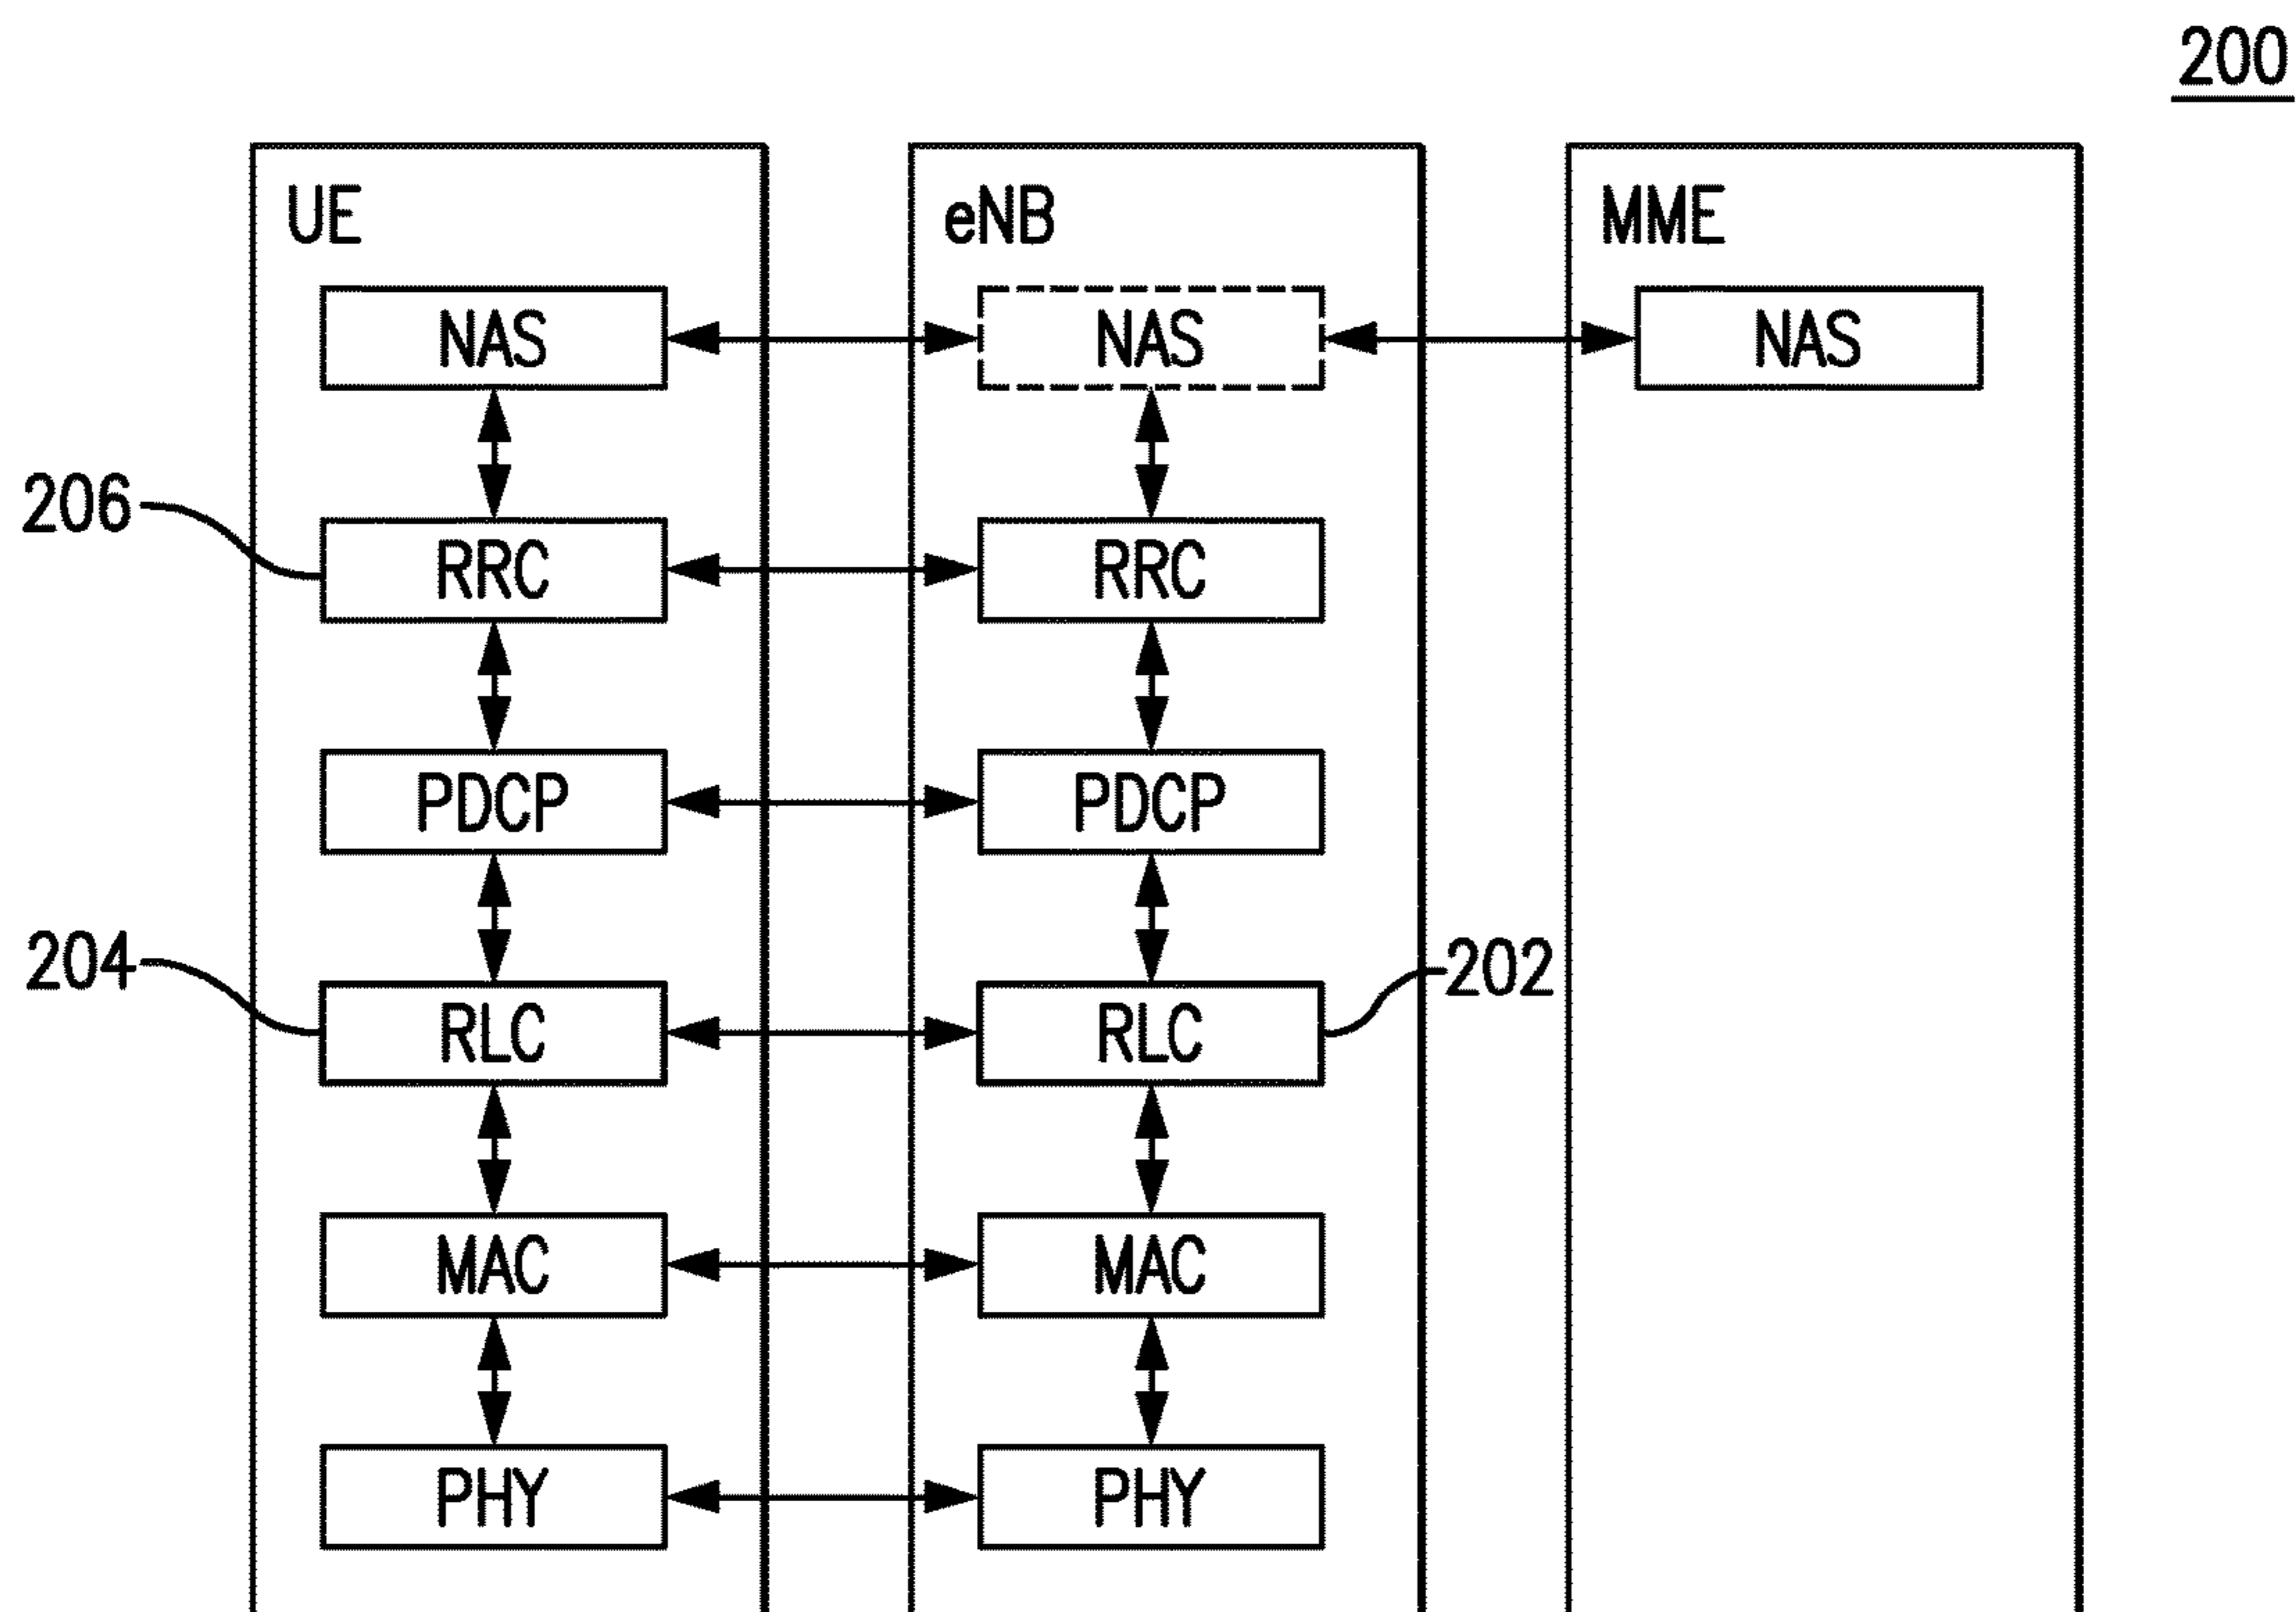 200
UE eNB MME
NAS NAS NAS
206
RRC RRC
PDCP PDCP
204 202
RLC RLC
MAC MAC
PHY PHY